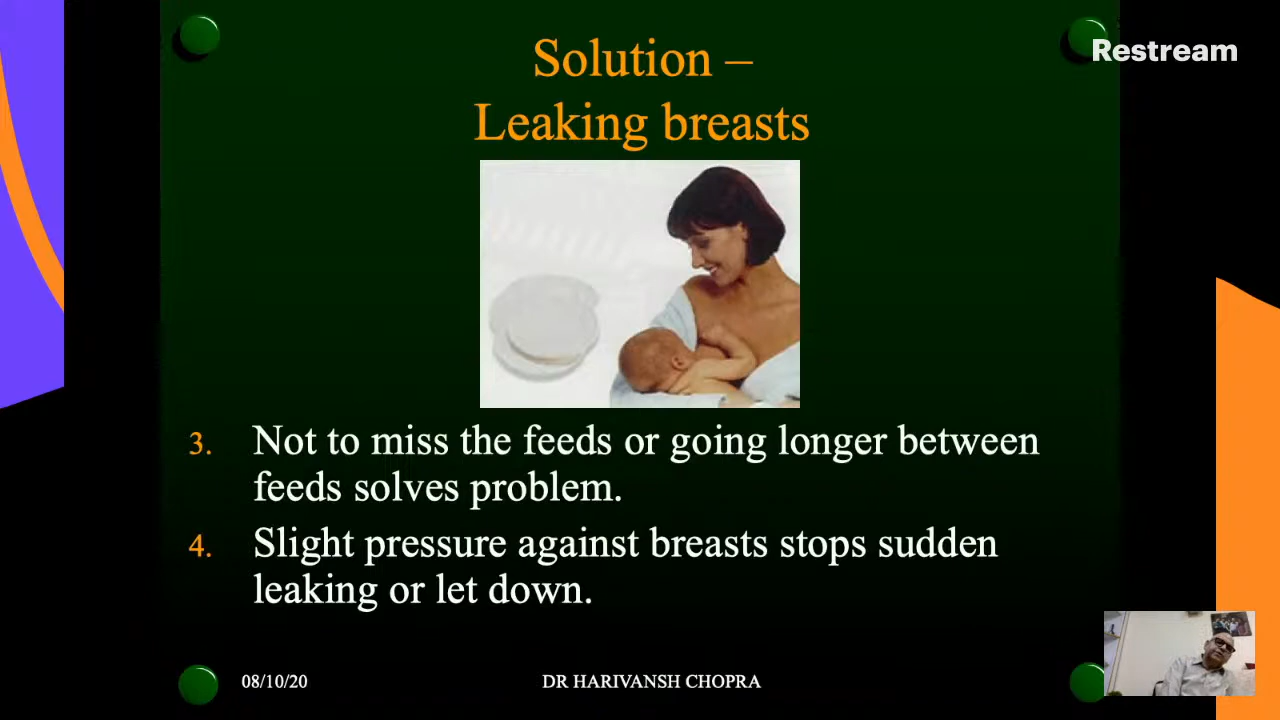 Restream
Solution –
Leaking breasts
3. Not to miss the feeds or going longer between
feeds solves problem.
4. Slight pressure against breasts stops sudden
leaking or let down.
08/10/20
DR HARIVANSH CHOPRA